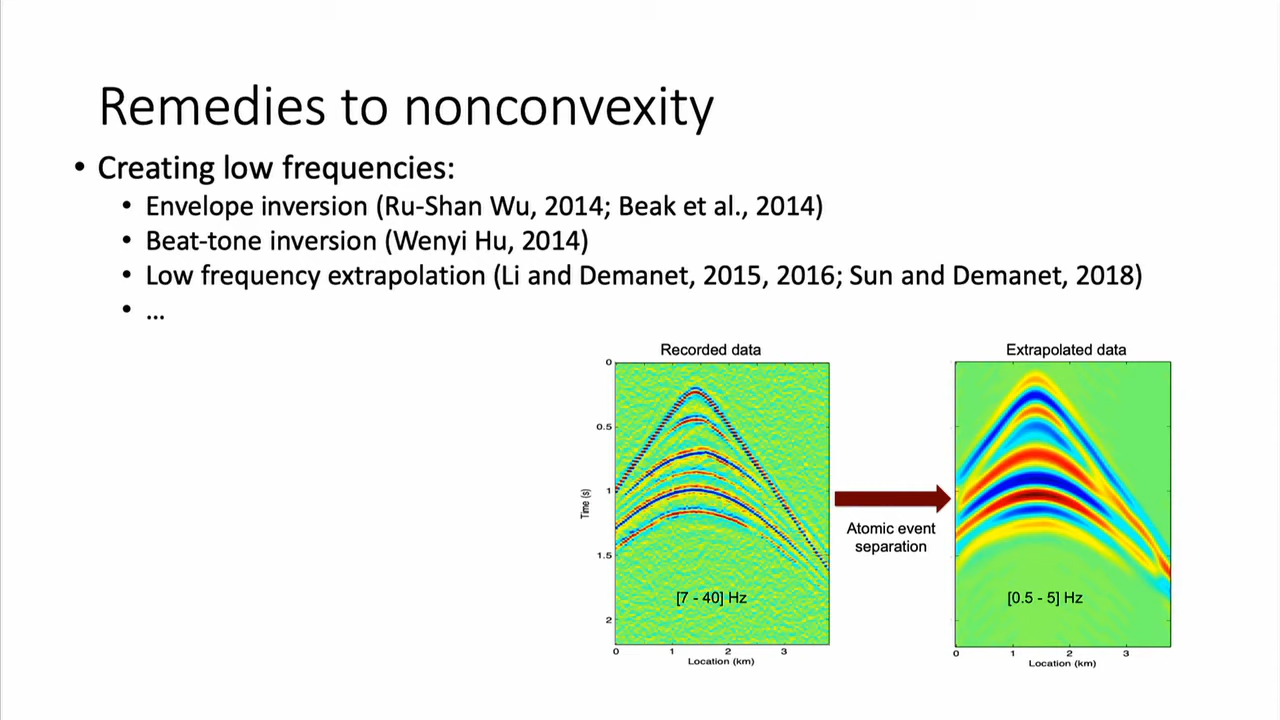 Remedies to nonconvexity
• Creating low frequencies:
• Envelope inversion (Ru-Shan Wu, 2014; Beak et al., 2014)
• Beat-tone inversion (Wenyi Hu, 2014)
• Low frequency extrapolation (Li and Demanet, 2015, 2016; Sun and Demanet, 2018)
• ...
Recorded data
0
0.5
1
1.5
2
Time (s)
[7 - 40] Hz
0 1 2 3
Location (km)
Atomic event
separation
Extrapolated data
[0.5 - 5] Hz
0 1 2 3
Location (km)